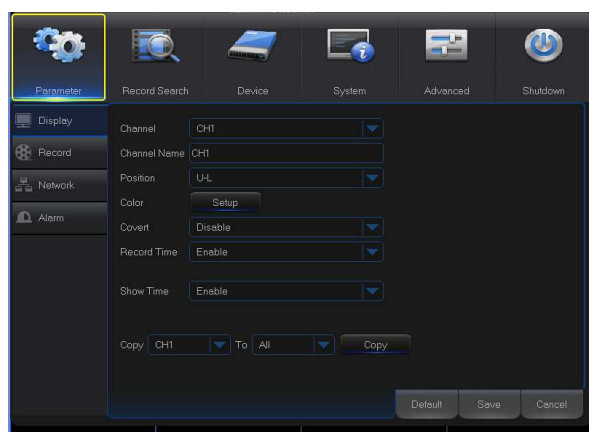 Parameter Record Search Device System Advanced Shutdown
Display
Record
Network
Alarm
Channel CH1
Channel Name CH1
Position U-L
Color Setup
Covert Disable
Record Time Enable
Show Time Enable
Copy CH1 To All Copy
Default Save Cancel